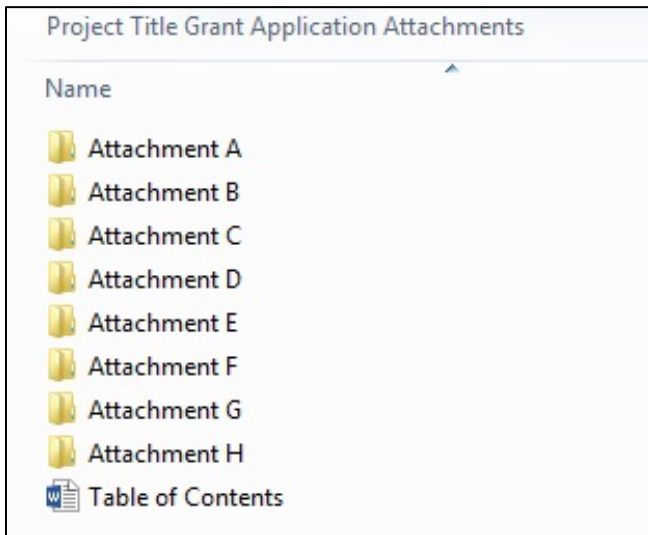 Project Title Grant Application Attachments
Name
Attachment A
Attachment B
Attachment C
Attachment D
Attachment E
Attachment F
Attachment G
Attachment H
Table of Contents